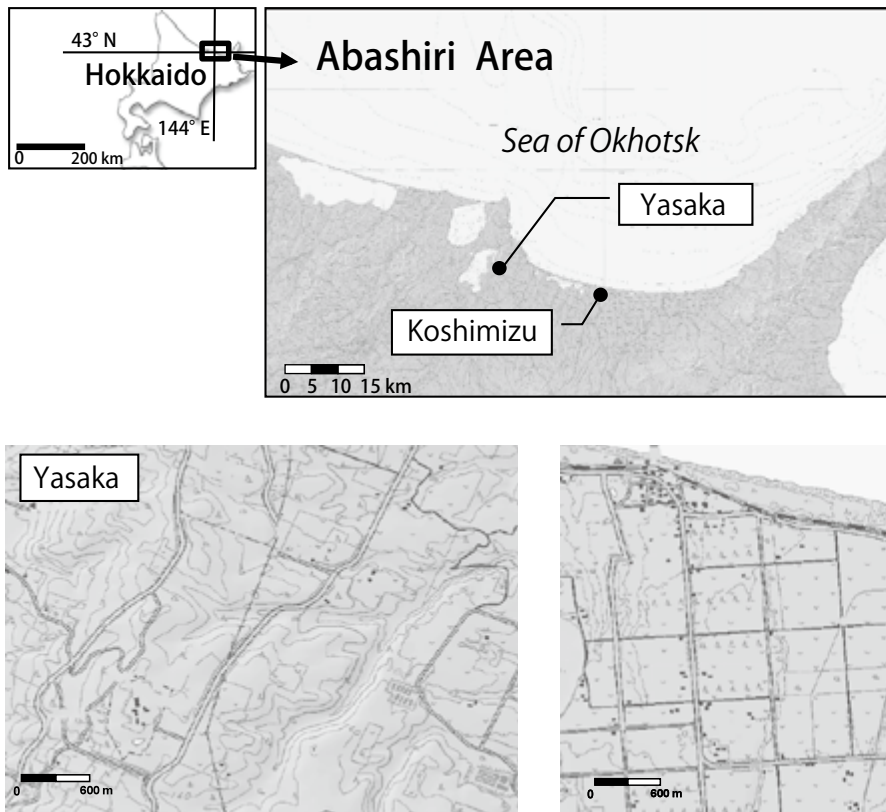 43° N
Hokkaido
144° E
0 200 km
Abashiri Area
Sea of Okhotsk
Yasaka
Koshimizu
0 5 10 15 km
Yasaka
0 600 m
0 600 m